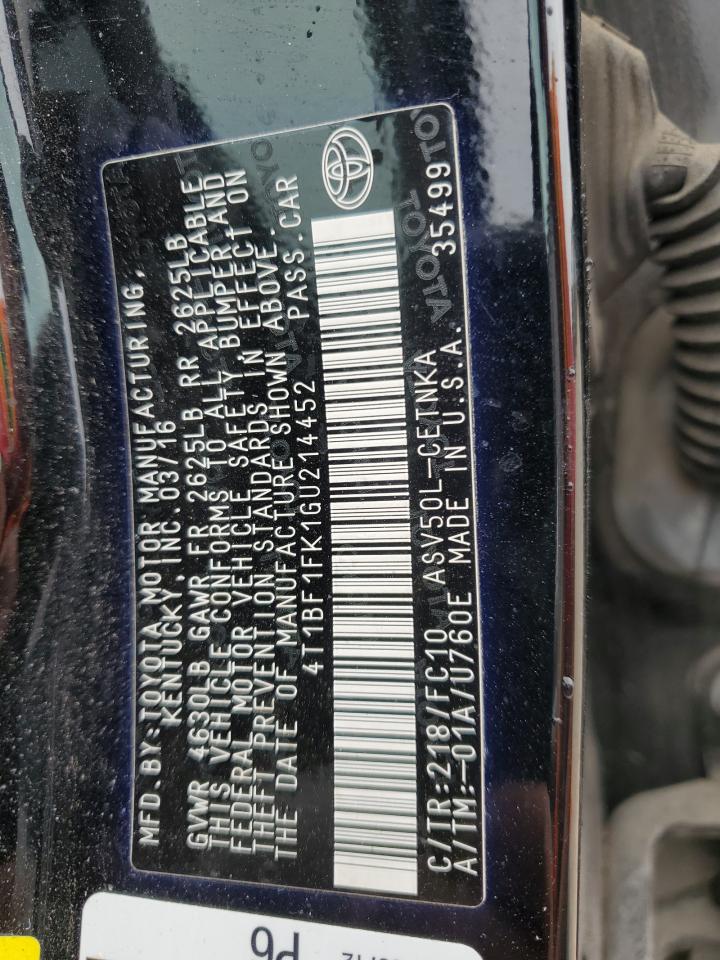 MFD. BY: TOYOTA MOTOR MANUFACTURING,
KENTUCKY, INC. 03/16
GVWR 4630LB GAWR FR 2625LB RR 2625LB
THIS VEHICLE CONFORMS TO ALL APPLICABLE
FEDERAL MOTOR VEHICLE SAFETY, BUMPER, AND
THEFT PREVENTION STANDARDS IN EFFECT ON
THE DATE OF MANUFACTURE SHOWN ABOVE.
4T1BF1FK1GU214452 PASS.CAR
C/TR:218/FC10 ASV50L-CETNKA 35499
A/TM:-01A/U760E MADE IN U.S.A.
TOYOTA
P6